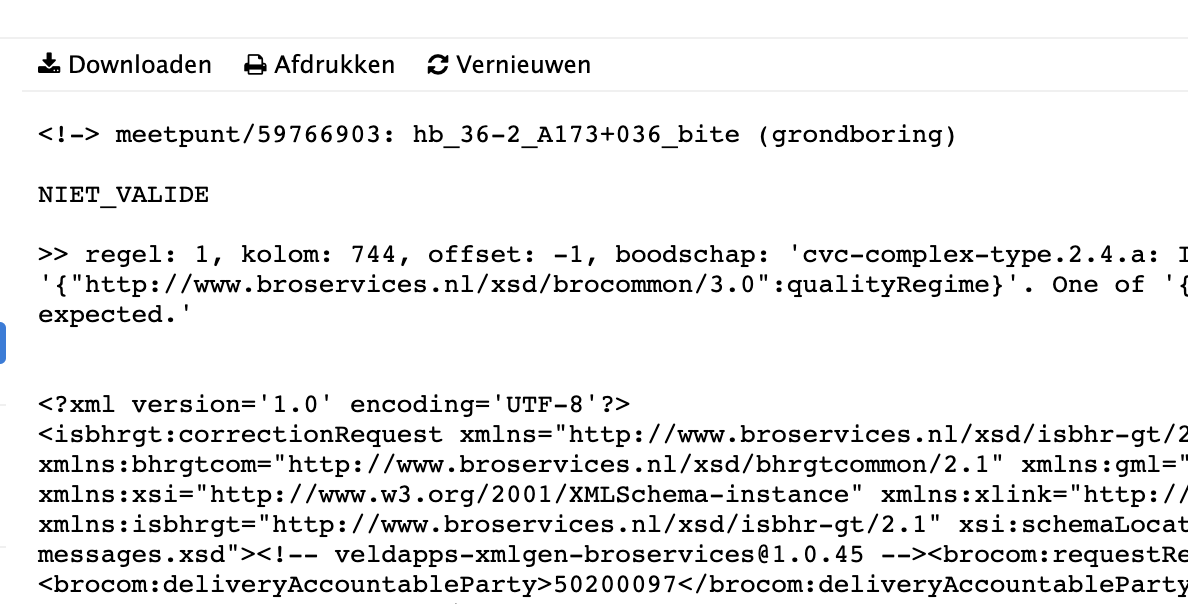 Downloaden Afdrukken Vernieuwen
<!-> meetpunt/59766903: hb_36-2_A173+036_bite (grondboring)
NIET_VALIDE
>> regel: 1, kolom: 744, offset: -1, boodschap: 'cvc-complex-type.2.4.a: I
'{"http://www.broservices.nl/xsd/brocommon/3.0":qualityRegime}'. One of '{
expected.'
<?xml version='1.0' encoding='UTF-8'?>
<isbhrgt:correctionRequest xmlns="http://www.broservices.nl/xsd/isbhr-gt/2
xmlns:bhrgtcom="http://www.broservices.nl/xsd/bhrgtcommon/2.1" xmlns:gml="
xmlns:xsi="http://www.w3.org/2001/XMLSchema-instance" xmlns:xlink="http://
xmlns:isbhrgt="http://www.broservices.nl/xsd/isbhr-gt/2.1" xsi:schemaLocat
messages.xsd"><!-- veldapps-xmlgen-broservices@1.0.45 --><brocom:requestRe
<brocom:deliveryAccountableParty>50200097</brocom:deliveryAccountableParty